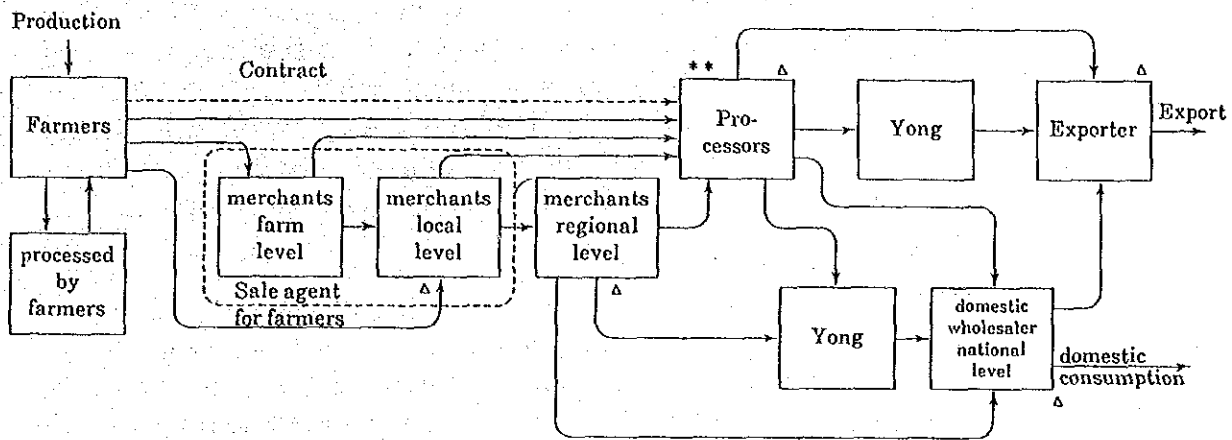 Production
Contract
Farmers
processed
by
farmers
merchants
farm
level
merchants
local
level
Δ
Sale agent
for farmers
merchants
regional
level
Δ
* *
Δ
Pro-
cessors
Yong
Δ
Exporter
Export
Yong
domestic
wholesaler
national
level
Δ
domestic
consumption